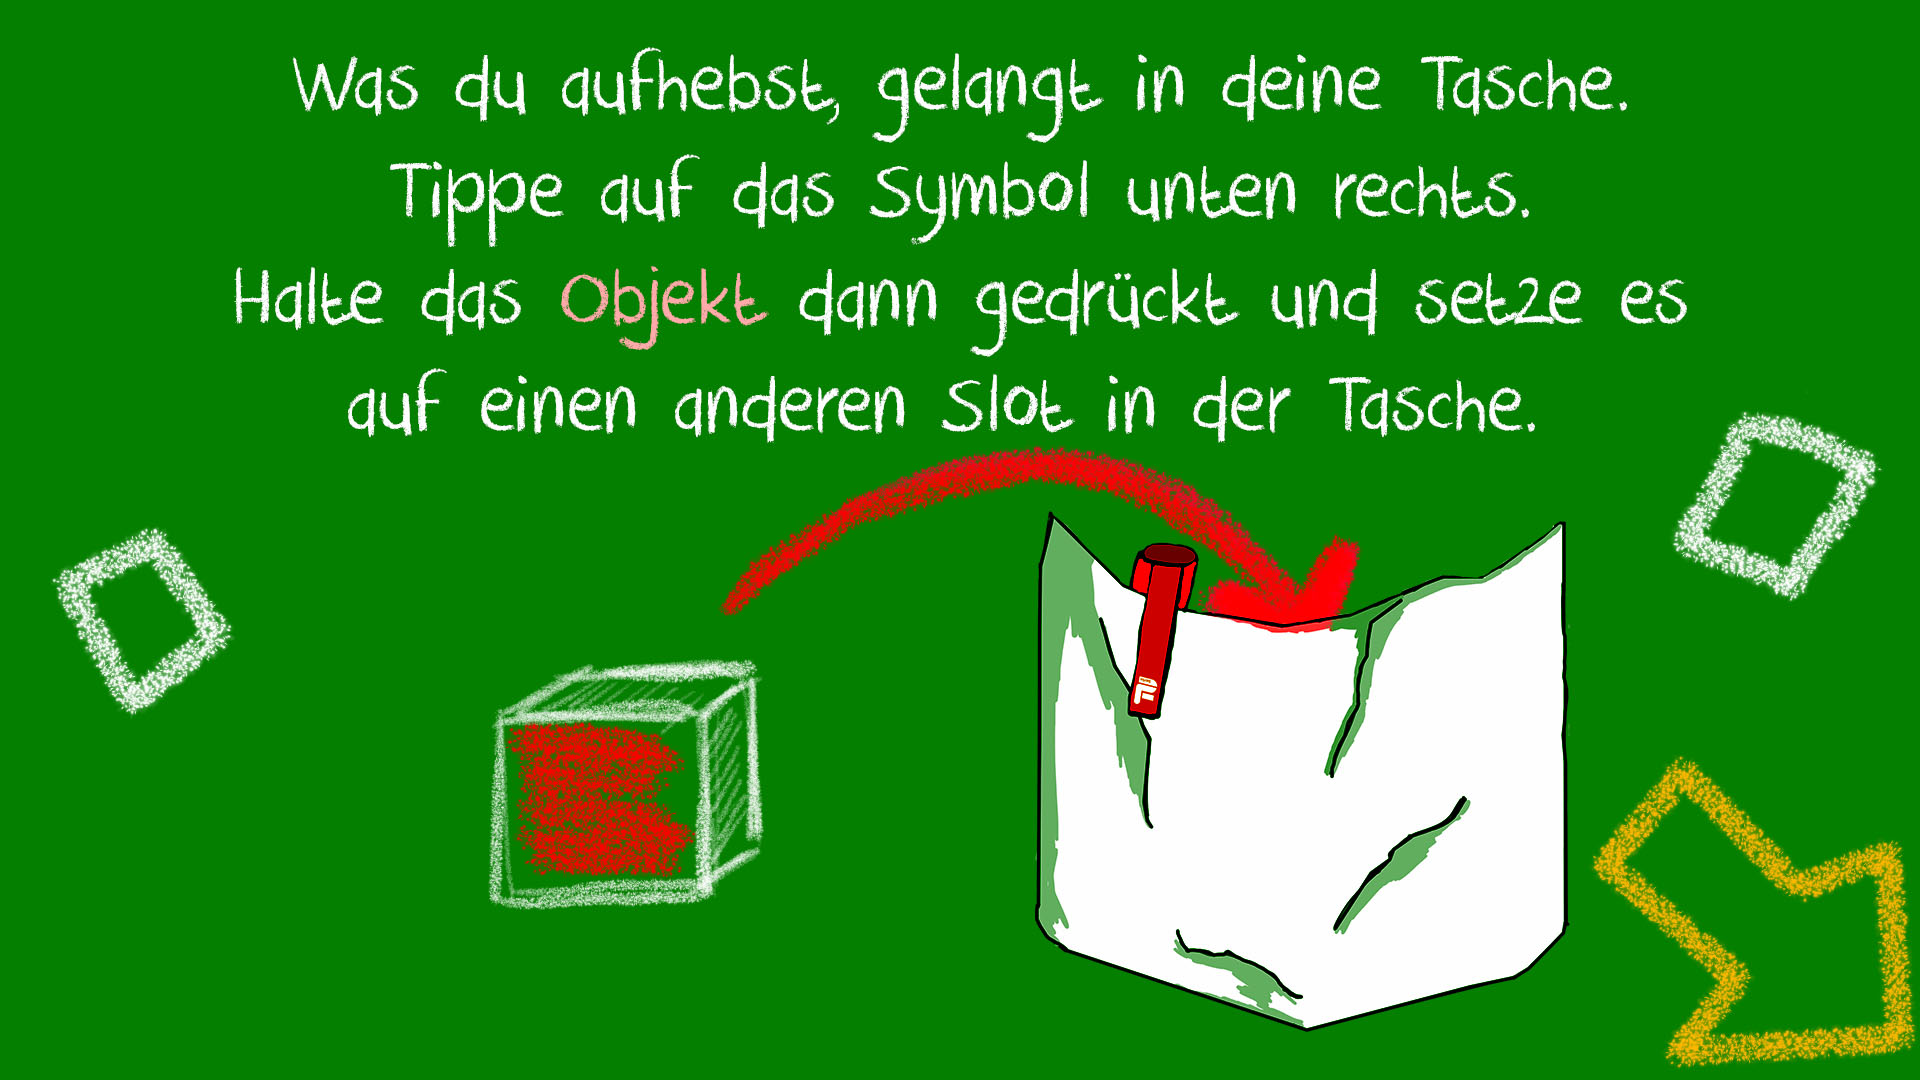 Was du aufhebst, gelangt in deine Tasche.
Tippe auf das Symbol unten rechts.
Halte das Objekt dann gedrückt und setze es
auf einen anderen Slot in der Tasche.